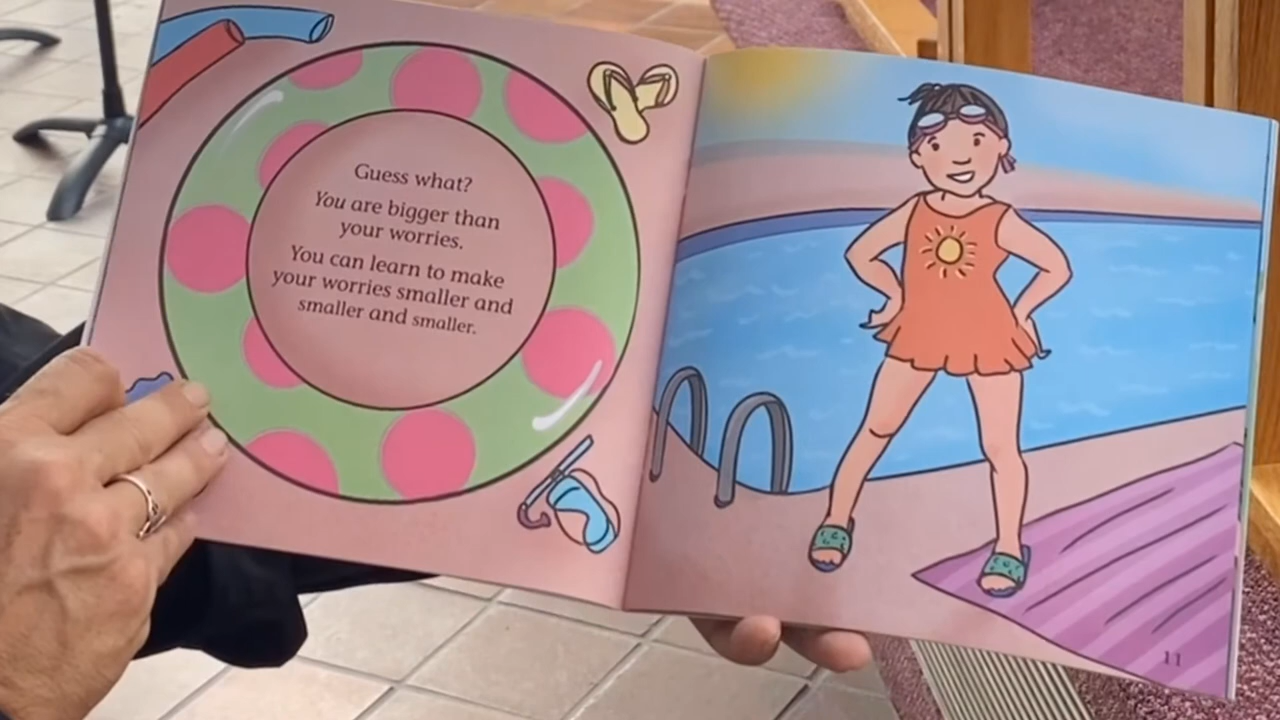 Guess what?
You are bigger than
your worries.
You can learn to make
your worries smaller and
smaller and smaller.
11